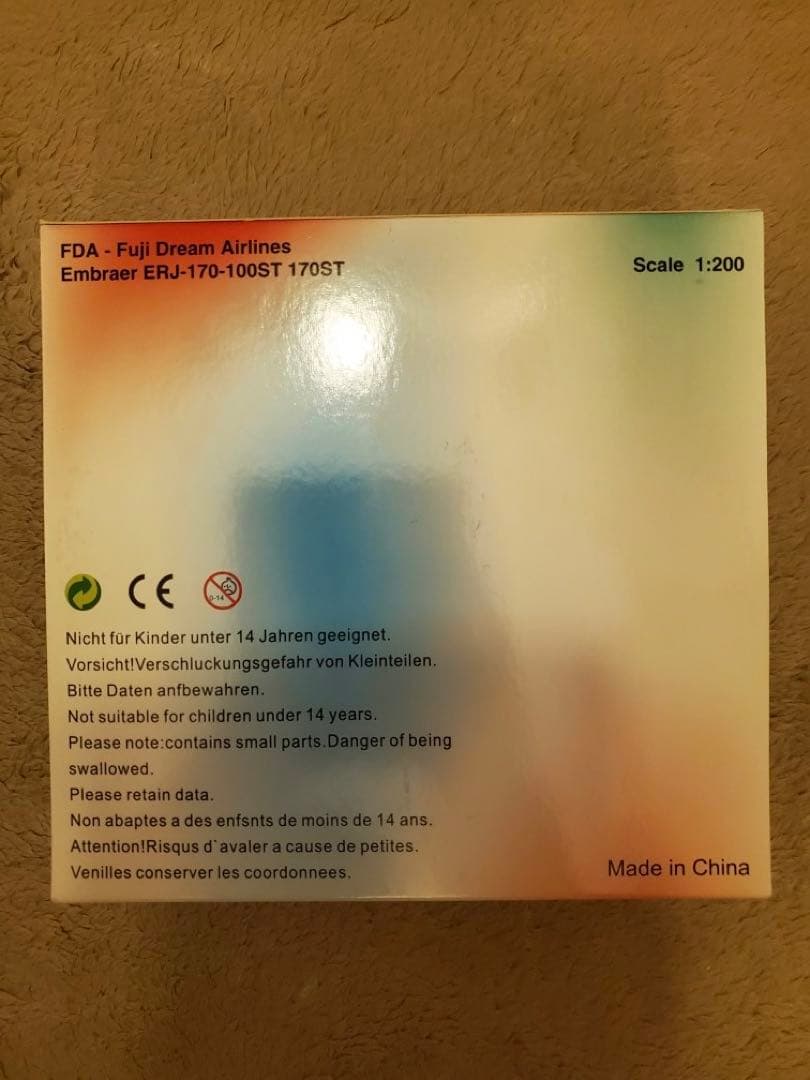 FDA - Fuji Dream Airlines
Embraer ERJ-170-100ST 170ST
Scale 1:200
CE
0-14
Nicht für Kinder unter 14 Jahren geeignet.
Vorsicht!Verschluckungsgefahr von Kleinteilen.
Bitte Daten anfbewahren.
Not suitable for children under 14 years.
Please note:contains small parts.Danger of being
swallowed.
Please retain data.
Non abaptes a des enfsnts de moins de 14 ans.
Attention!Risqus d`avaler a cause de petites.
Venilles conserver les coordonnees.
Made in China